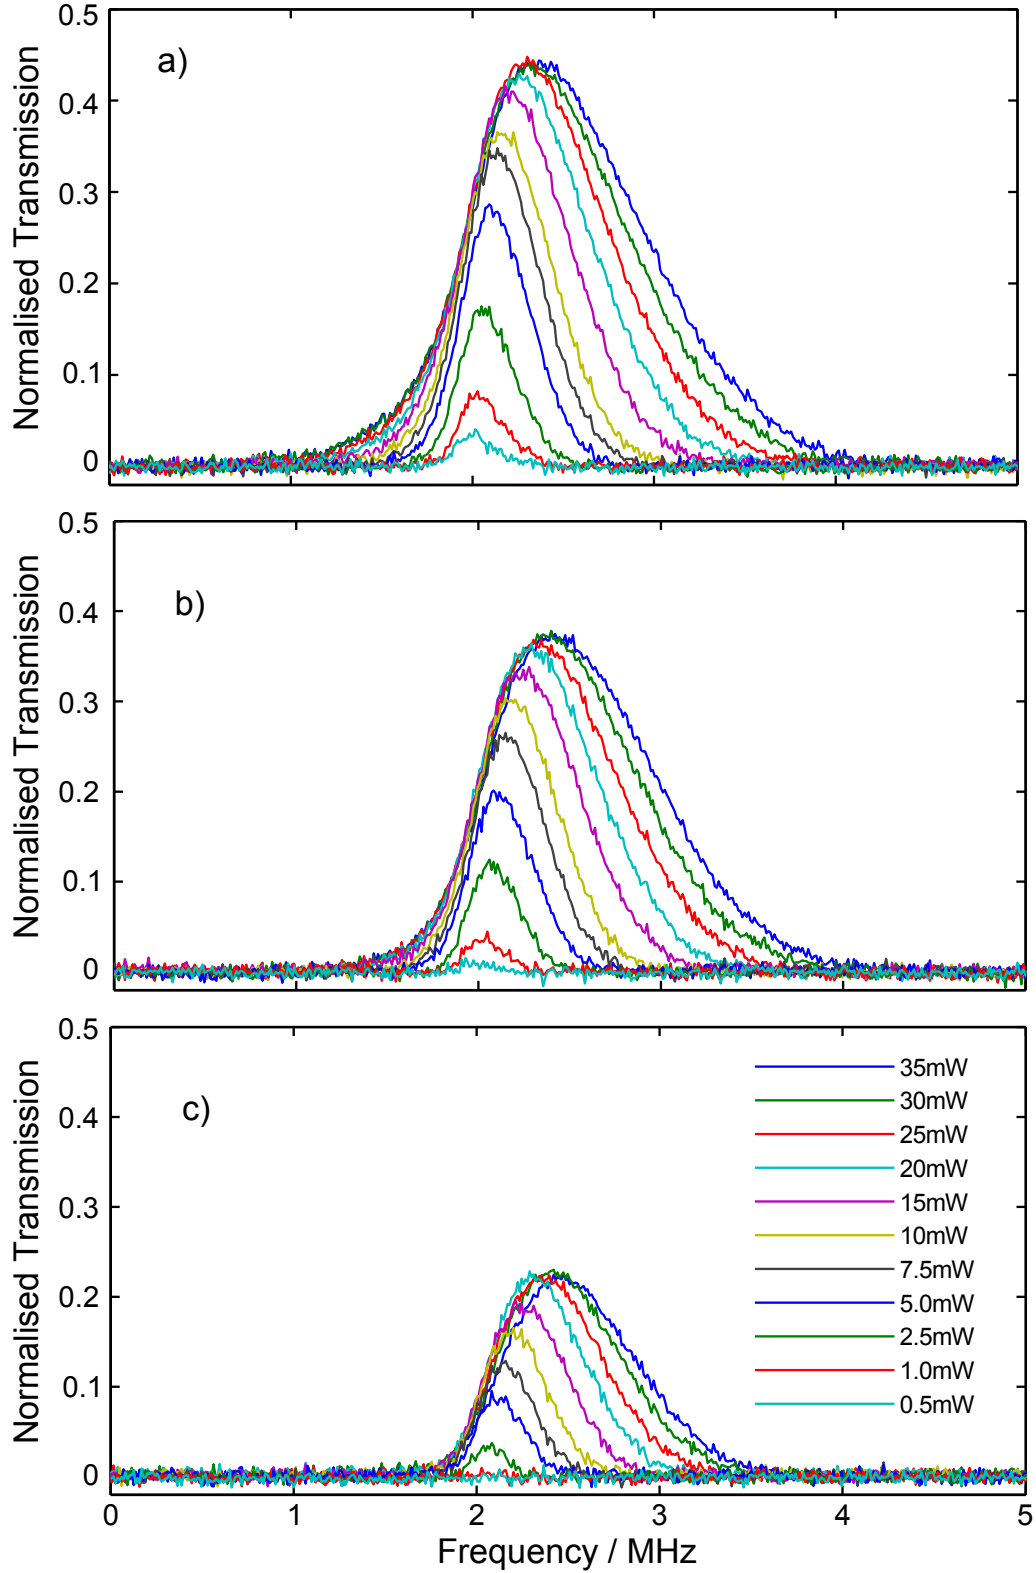 0.5
0.4
0.3
0.2
0.1
0
Normalised Transmission
a)
0.5
0.4
0.3
0.2
0.1
0
Normalised Transmission
b)
0.5
0.4
0.3
0.2
0.1
0
Normalised Transmission
c)
35mW
30mW
25mW
20mW
15mW
10mW
7.5mW
5.0mW
2.5mW
1.0mW
0.5mW
0 1 2 3 4 5
Frequency / MHz